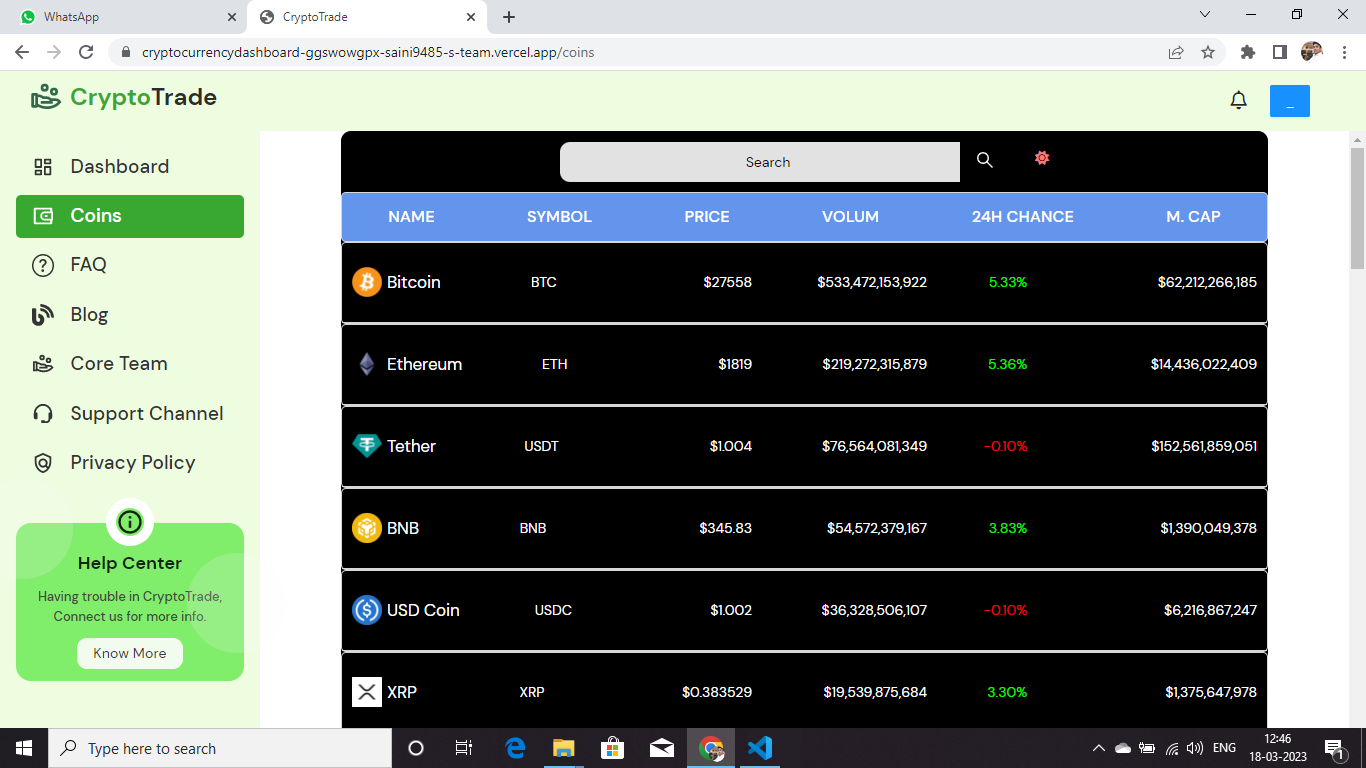 WhatsApp
CryptoTrade
cryptocurrencydashboard-ggswowgpx-saini9485-s-team.vercel.app/coins
CryptoTrade
Dashboard
Coins
FAQ
Blog
Core Team
Support Channel
Privacy Policy
Help Center
Having trouble in CryptoTrade,
Connect us for more info.
Know More
Search
NAME SYMBOL PRICE VOLUM 24H CHANCE M. CAP
Bitcoin BTC $27558 $533,472,153,922 5.33% $62,212,266,185
Ethereum ETH $1819 $219,272,315,879 5.36% $14,436,022,409
Tether USDT $1.004 $76,564,081,349 -0.10% $152,561,859,051
BNB BNB $345.83 $54,572,379,167 3.83% $1,390,049,378
USD Coin USDC $1.002 $36,328,506,107 -0.10% $6,216,867,247
XRP XRP $0.383529 $19,539,875,684 3.30% $1,375,647,978
Type here to search
ENG
12:46
18-03-2023
1